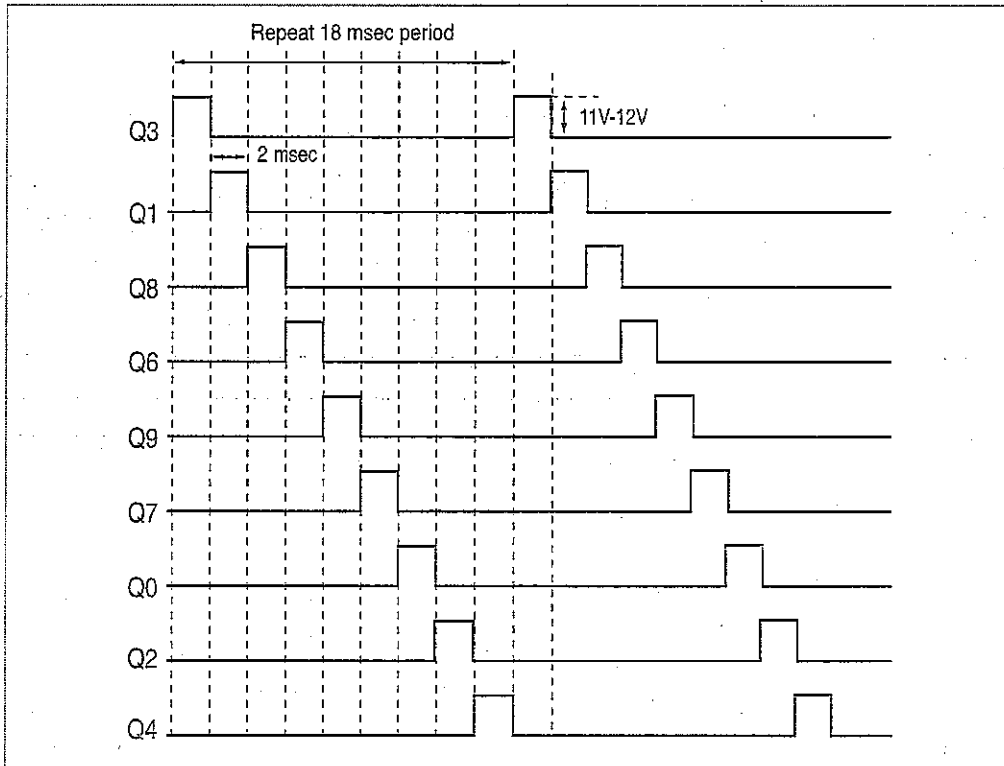 Repeat 18 msec period
11V-12V
Q3
2 msec
Q1
Q8
Q6
Q9
Q7
Q0
Q2
Q4